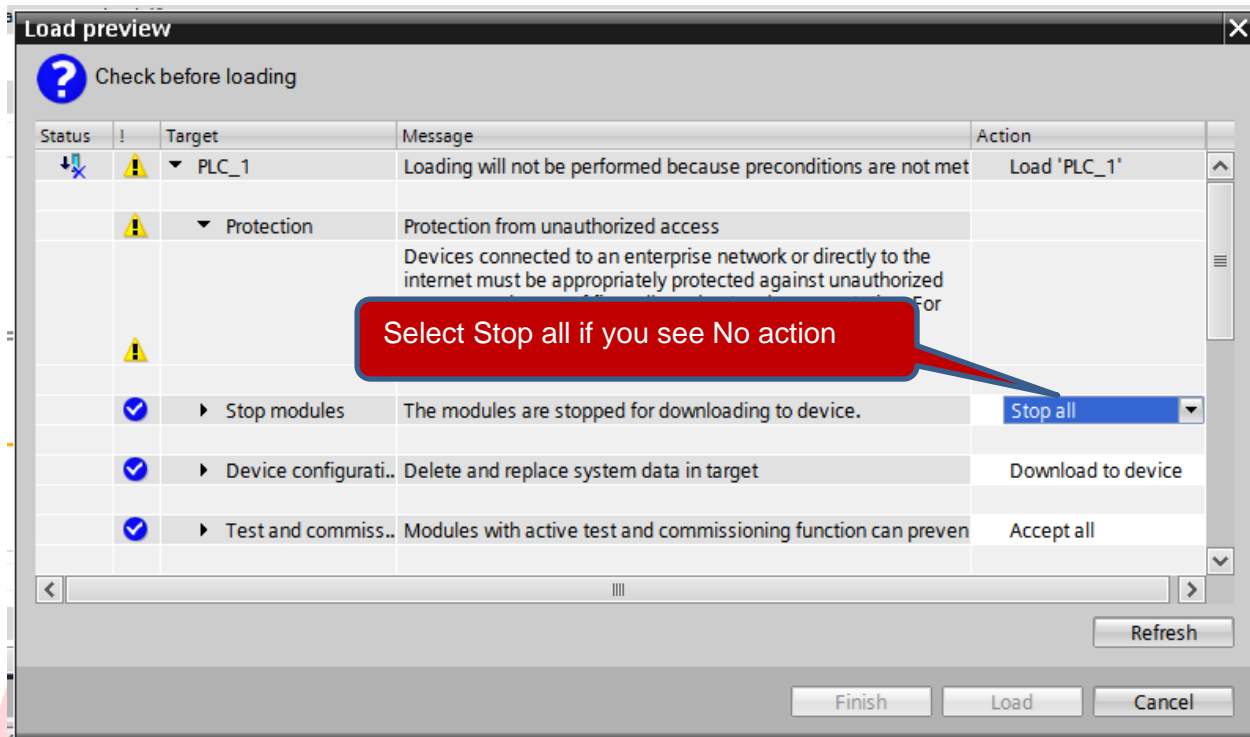 Load preview
Check before loading
Status ! Target Message Action
PLC_1 Loading will not be performed because preconditions are not met Load 'PLC_1'
Protection Protection from unauthorized access
Devices connected to an enterprise network or directly to the
internet must be appropriately protected against unauthorized
For
Select Stop all if you see No action
Stop modules The modules are stopped for downloading to device. Stop all
Device configurati.. Delete and replace system data in target Download to device
Test and commiss.. Modules with active test and commissioning function can preven Accept all
Refresh
Finish Load Cancel